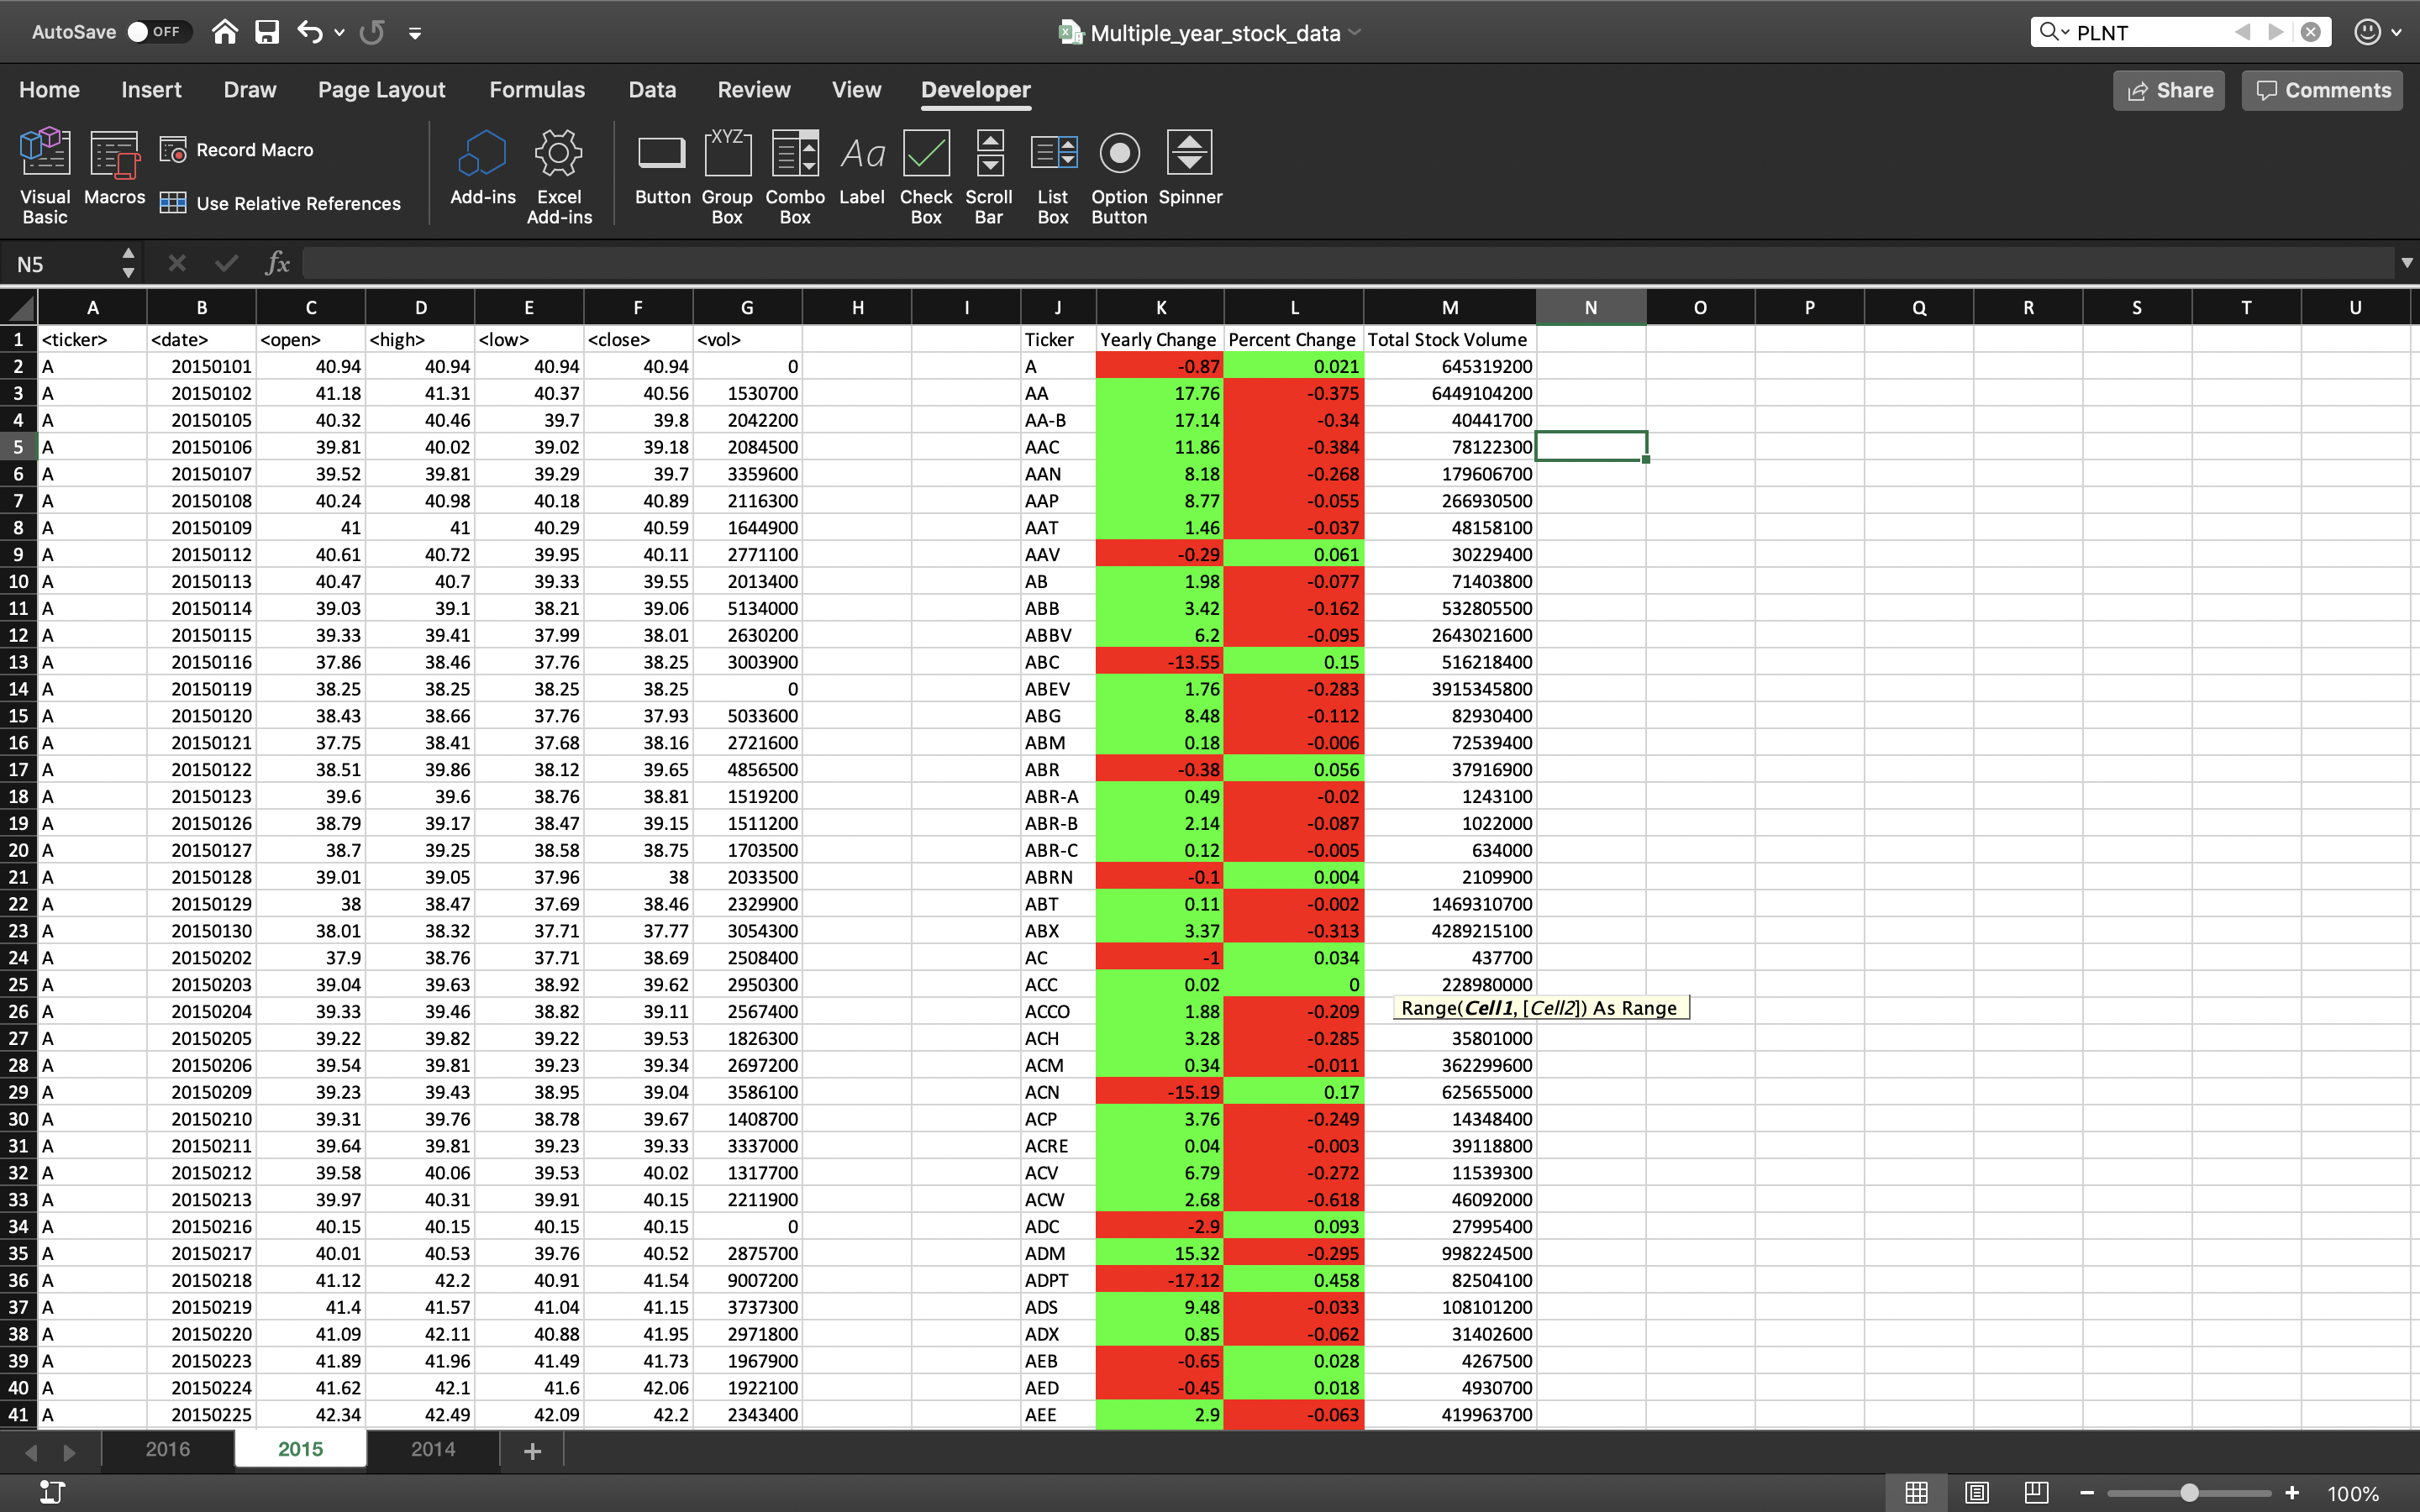 AutoSave OFF Multiple_year_stock_data PLNT
Home Insert Draw Page Layout Formulas Data Review View Developer Share Comments
Visual Basic Macros Record Macro Use Relative References Add-ins Excel Add-ins Button Group Box Combo Box Label Check Box Scroll Bar List Box Option Button Spinner
XYZ Aa
N5 fx
A B C D E F G H I J K L M N O P Q R S T U
1 <ticker> <date> <open> <high> <low> <close> <vol> Ticker Yearly Change Percent Change Total Stock Volume
2 A 20150101 40.94 40.94 40.94 40.94 0 A -0.87 0.021 645319200
3 A 20150102 41.18 41.31 40.37 40.56 1530700 AA 17.76 -0.375 6449104200
4 A 20150105 40.32 40.46 39.7 39.8 2042200 AA-B 17.14 -0.34 40441700
5 A 20150106 39.81 40.02 39.02 39.18 2084500 AAC 11.86 -0.384 78122300
6 A 20150107 39.52 39.81 39.29 39.7 3359600 AAN 8.18 -0.268 179606700
7 A 20150108 40.24 40.98 40.18 40.89 2116300 AAP 8.77 -0.055 266930500
8 A 20150109 41 41 40.29 40.59 1644900 AAT 1.46 -0.037 48158100
9 A 20150112 40.61 40.72 39.95 40.11 2771100 AAV -0.29 0.061 30229400
10 A 20150113 40.47 40.7 39.33 39.55 2013400 AB 1.98 -0.077 71403800
11 A 20150114 39.03 39.1 38.21 39.06 5134000 ABB 3.42 -0.162 532805500
12 A 20150115 39.33 39.41 37.99 38.01 2630200 ABBV 6.2 -0.095 2643021600
13 A 20150116 37.86 38.46 37.76 38.25 3003900 ABC -13.55 0.15 516218400
14 A 20150119 38.25 38.25 38.25 38.25 0 ABEV 1.76 -0.283 3915345800
15 A 20150120 38.43 38.66 37.76 37.93 5033600 ABG 8.48 -0.112 82930400
16 A 20150121 37.75 38.41 37.68 38.16 2721600 ABM 0.18 -0.006 72539400
17 A 20150122 38.51 39.86 38.12 39.65 4856500 ABR -0.38 0.056 37916900
18 A 20150123 39.6 39.6 38.76 38.81 1519200 ABR-A 0.49 -0.02 1243100
19 A 20150126 38.79 39.17 38.47 39.15 1511200 ABR-B 2.14 -0.087 1022000
20 A 20150127 38.7 39.25 38.58 38.75 1703500 ABR-C 0.12 -0.005 634000
21 A 20150128 39.01 39.05 37.96 38 2033500 ABRN -0.1 0.004 2109900
22 A 20150129 38 38.47 37.69 38.46 2329900 ABT 0.11 -0.002 1469310700
23 A 20150130 38.01 38.32 37.71 37.77 3054300 ABX 3.37 -0.313 4289215100
24 A 20150202 37.9 38.76 37.71 38.69 2508400 AC -1 0.034 437700
25 A 20150203 39.04 39.63 38.92 39.62 2950300 ACC 0.02 0 228980000
26 A 20150204 39.33 39.46 38.82 39.11 2567400 ACCO 1.88 -0.209 Range(Cell1, [Cell2]) As Range
27 A 20150205 39.22 39.82 39.22 39.53 1826300 ACH 3.28 -0.285 35801000
28 A 20150206 39.54 39.81 39.23 39.34 2697200 ACM 0.34 -0.011 362299600
29 A 20150209 39.23 39.43 38.95 39.04 3586100 ACN -15.19 0.17 625655000
30 A 20150210 39.31 39.76 38.78 39.67 1408700 ACP 3.76 -0.249 14348400
31 A 20150211 39.64 39.81 39.23 39.33 3337000 ACRE 0.04 -0.003 39118800
32 A 20150212 39.58 40.06 39.53 40.02 1317700 ACV 6.79 -0.272 11539300
33 A 20150213 39.97 40.31 39.91 40.15 2211900 ACW 2.68 -0.618 46092000
34 A 20150216 40.15 40.15 40.15 40.15 0 ADC -2.9 0.093 27995400
35 A 20150217 40.01 40.53 39.76 40.52 2875700 ADM 15.32 -0.295 998224500
36 A 20150218 41.12 42.2 40.91 41.54 9007200 ADPT -17.12 0.458 82504100
37 A 20150219 41.4 41.57 41.04 41.15 3737300 ADS 9.48 -0.033 108101200
38 A 20150220 41.09 42.11 40.88 41.95 2971800 ADX 0.85 -0.062 31402600
39 A 20150223 41.89 41.96 41.49 41.73 1967900 AEB -0.65 0.028 4267500
40 A 20150224 41.62 42.1 41.6 42.06 1922100 AED -0.45 0.018 4930700
41 A 20150225 42.34 42.49 42.09 42.2 2343400 AEE 2.9 -0.063 419963700
2016 2015 2014 +
100%